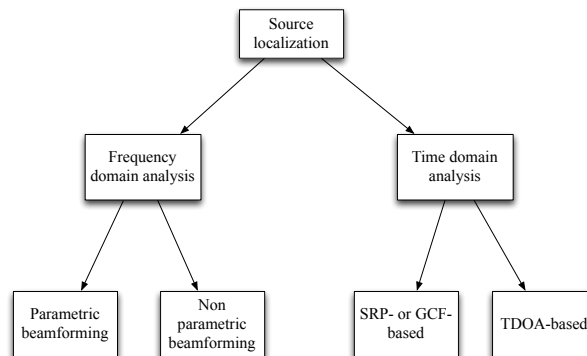 Source
localization
Frequency
domain analysis
Time domain
analysis
Parametric
beamforming
Non
parametric
beamforming
SRP- or GCF-
based
TDOA-based